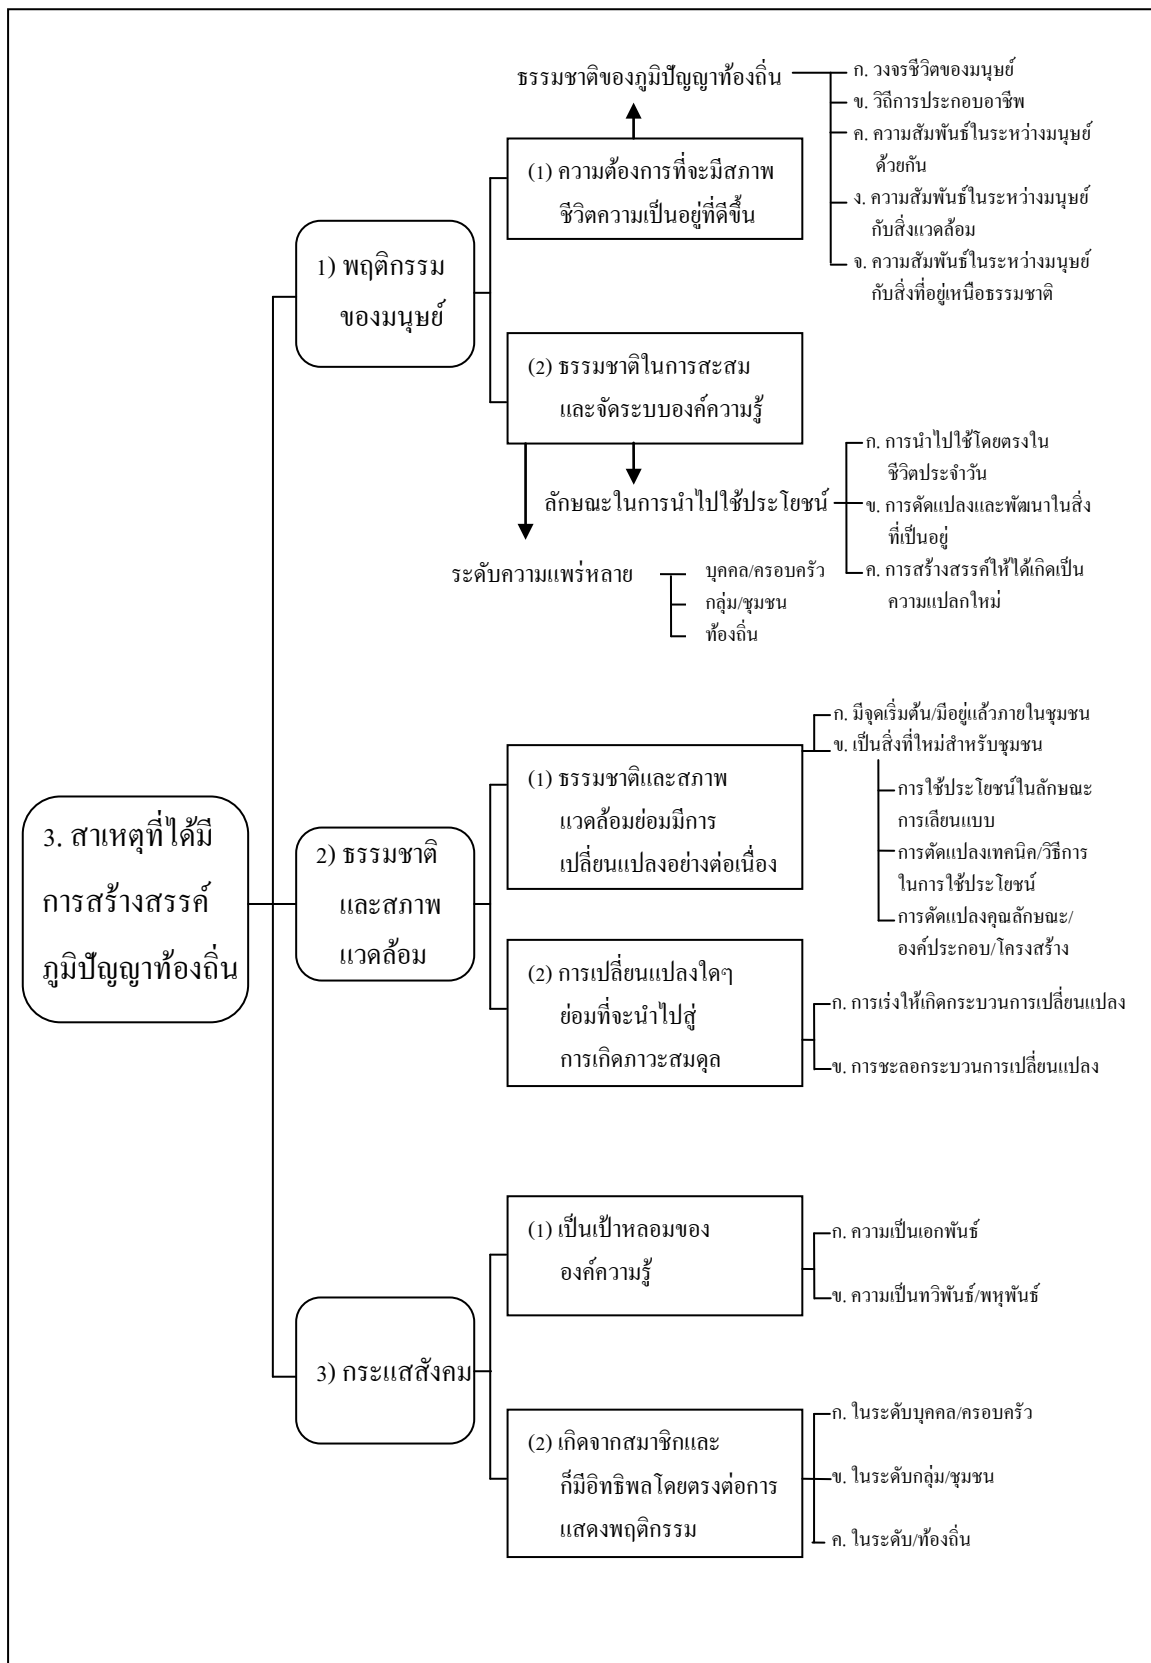 ธรรมชาติของภูมิปัญญาท้องถิ่น
ก. วงจรชีวิตของมนุษย์
ข. วิถีการประกอบอาชีพ
ค. ความสัมพันธ์ในระหว่างมนุษย์
ด้วยกัน
ง. ความสัมพันธ์ในระหว่างมนุษย์
กับสิ่งแวดล้อม
จ. ความสัมพันธ์ในระหว่างมนุษย์
กับสิ่งที่อยู่เหนือธรรมชาติ
(1) ความต้องการที่จะมีสภาพ
ชีวิตความเป็นอยู่ที่ดีขึ้น
1) พฤติกรรม
ของมนุษย์
(2) ธรรมชาติในการสะสม
และจัดระบบองค์ความรู้
ลักษณะในการนำไปใช้ประโยชน์
ก. การนำไปใช้โดยตรงใน
ชีวิตประจำวัน
ข. การดัดแปลงและพัฒนาในสิ่ง
ที่เป็นอยู่
ค. การสร้างสรรค์ให้ได้เกิดเป็น
ความแปลกใหม่
ระดับความแพร่หลาย
บุคคล/ครอบครัว
กลุ่ม/ชุมชน
ท้องถิ่น
3. สาเหตุที่ได้มี
การสร้างสรรค์
ภูมิปัญญาท้องถิ่น
2) ธรรมชาติ
และสภาพ
แวดล้อม
(1) ธรรมชาติและสภาพ
แวดล้อมย่อมมีการ
เปลี่ยนแปลงอย่างต่อเนื่อง
ก. มีจุดเริ่มต้น/มีอยู่แล้วภายในชุมชน
ข. เป็นสิ่งที่ใหม่สำหรับชุมชน
การใช้ประโยชน์ในลักษณะ
การเลียนแบบ
การดัดแปลงเทคนิค/วิธีการ
ในการใช้ประโยชน์
การดัดแปลงคุณลักษณะ/
องค์ประกอบ/โครงสร้าง
(2) การเปลี่ยนแปลงใดๆ
ย่อมที่จะนำไปสู่
การเกิดภาวะสมดุล
ก. การเร่งให้เกิดกระบวนการเปลี่ยนแปลง
ข. การชะลอกระบวนการเปลี่ยนแปลง
3) กระแสสังคม
(1) เป็นเป้าหลอมของ
องค์ความรู้
ก. ความเป็นเอกพันธ์
ข. ความเป็นทวิพันธ์/พหุพันธ์
(2) เกิดจากสมาชิกและ
ก็มีอิทธิพลโดยตรงต่อการ
แสดงพฤติกรรม
ก. ในระดับบุคคล/ครอบครัว
ข. ในระดับกลุ่ม/ชุมชน
ค. ในระดับ/ท้องถิ่น